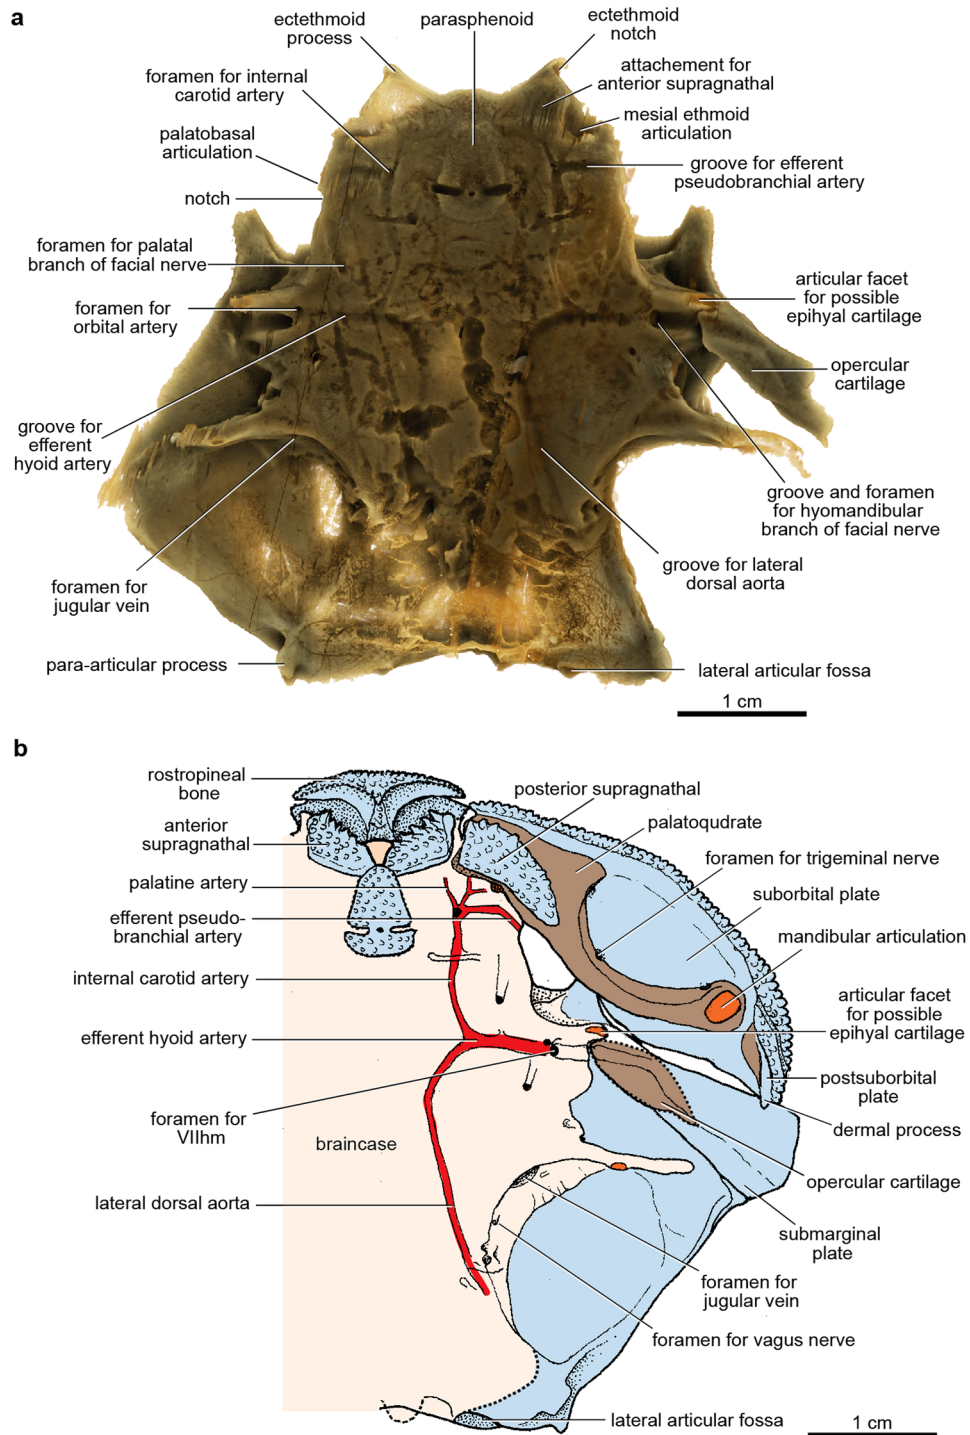 a
ectethmoid
process
parasphenoid
ectethmoid
notch
foramen for internal
carotid artery
attachement for
anterior supragnathal
palatobasal
articulation
mesial ethmoid
articulation
notch
groove for efferent
pseudobranchial artery
foramen for palatal
branch of facial nerve
foramen for
orbital artery
articular facet
for possible
epihyal cartilage
opercular
cartilage
groove for
efferent
hyoid artery
groove and foramen
for hyomandibular
branch of facial nerve
foramen for
jugular vein
groove for lateral
dorsal aorta
para-articular process
lateral articular fossa
1 cm
b
rostropineal
bone
posterior supragnathal
anterior
supragnathal
palatoqudrate
foramen for trigeminal nerve
palatine artery
suborbital plate
efferent pseudo-
branchial artery
mandibular articulation
internal carotid artery
articular facet
for possible
epihyal cartilage
efferent hyoid artery
postsuborbital
plate
foramen for
VIIhm
dermal process
braincase
opercular cartilage
lateral dorsal aorta
submarginal
plate
foramen for
jugular vein
foramen for vagus nerve
lateral articular fossa
1 cm